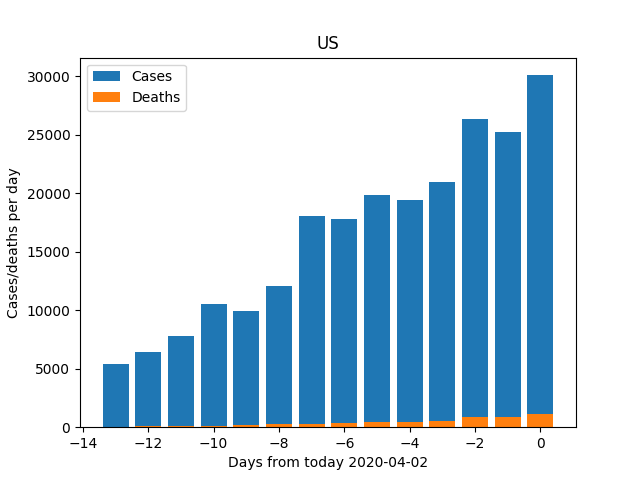 US
Cases
Deaths
Cases/deaths per day
30000
25000
20000
15000
10000
5000
0
−14 −12 −10 −8 −6 −4 −2 0
Days from today 2020-04-02